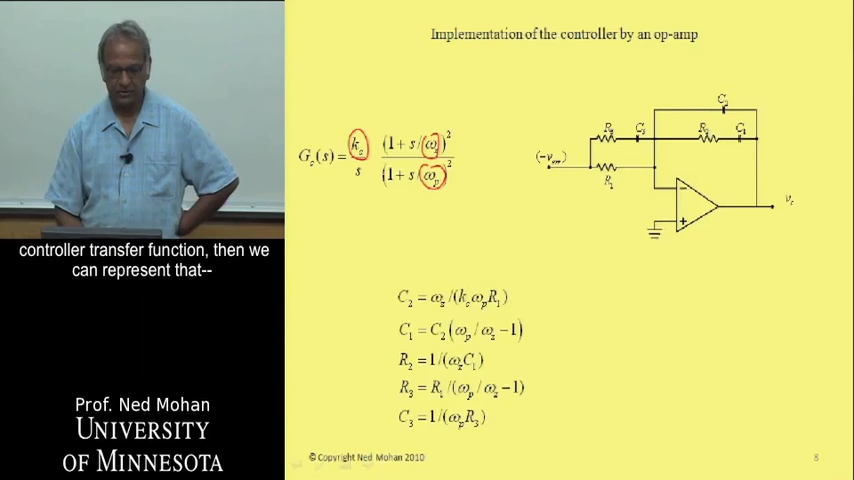 Implementation of the controller by an op-amp
G_c(s) = k_c/s (1 + s/ω_z)^2 / (1 + s/ω_p)^2
C_2
R_3 C_3 R_2 C_1
(-v_err)
R_1
v_c
controller transfer function, then we
can represent that--
C_2 = ω_z/(k_c ω_p R_1)
C_1 = C_2(ω_p/ω_z − 1)
R_2 = 1/(ω_z C_1)
R_3 = R_1/(ω_p/ω_z − 1)
C_3 = 1/(ω_p R_3)
Prof. Ned Mohan
UNIVERSITY
OF MINNESOTA
© Copyright Ned Mohan 2010
8